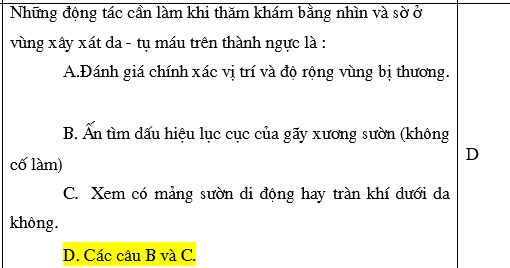 Những động tác cần làm khi thăm khám bằng nhìn và sờ ở
vùng xây xát da - tụ máu trên thành ngực là :
A.Đánh giá chính xác vị trí và độ rộng vùng bị thương.
B. Ấn tìm dấu hiệu lục cục của gãy xương sườn (không
cố làm)
D
C. Xem có mảng sườn di động hay tràn khí dưới da
không.
D. Các câu B và C.